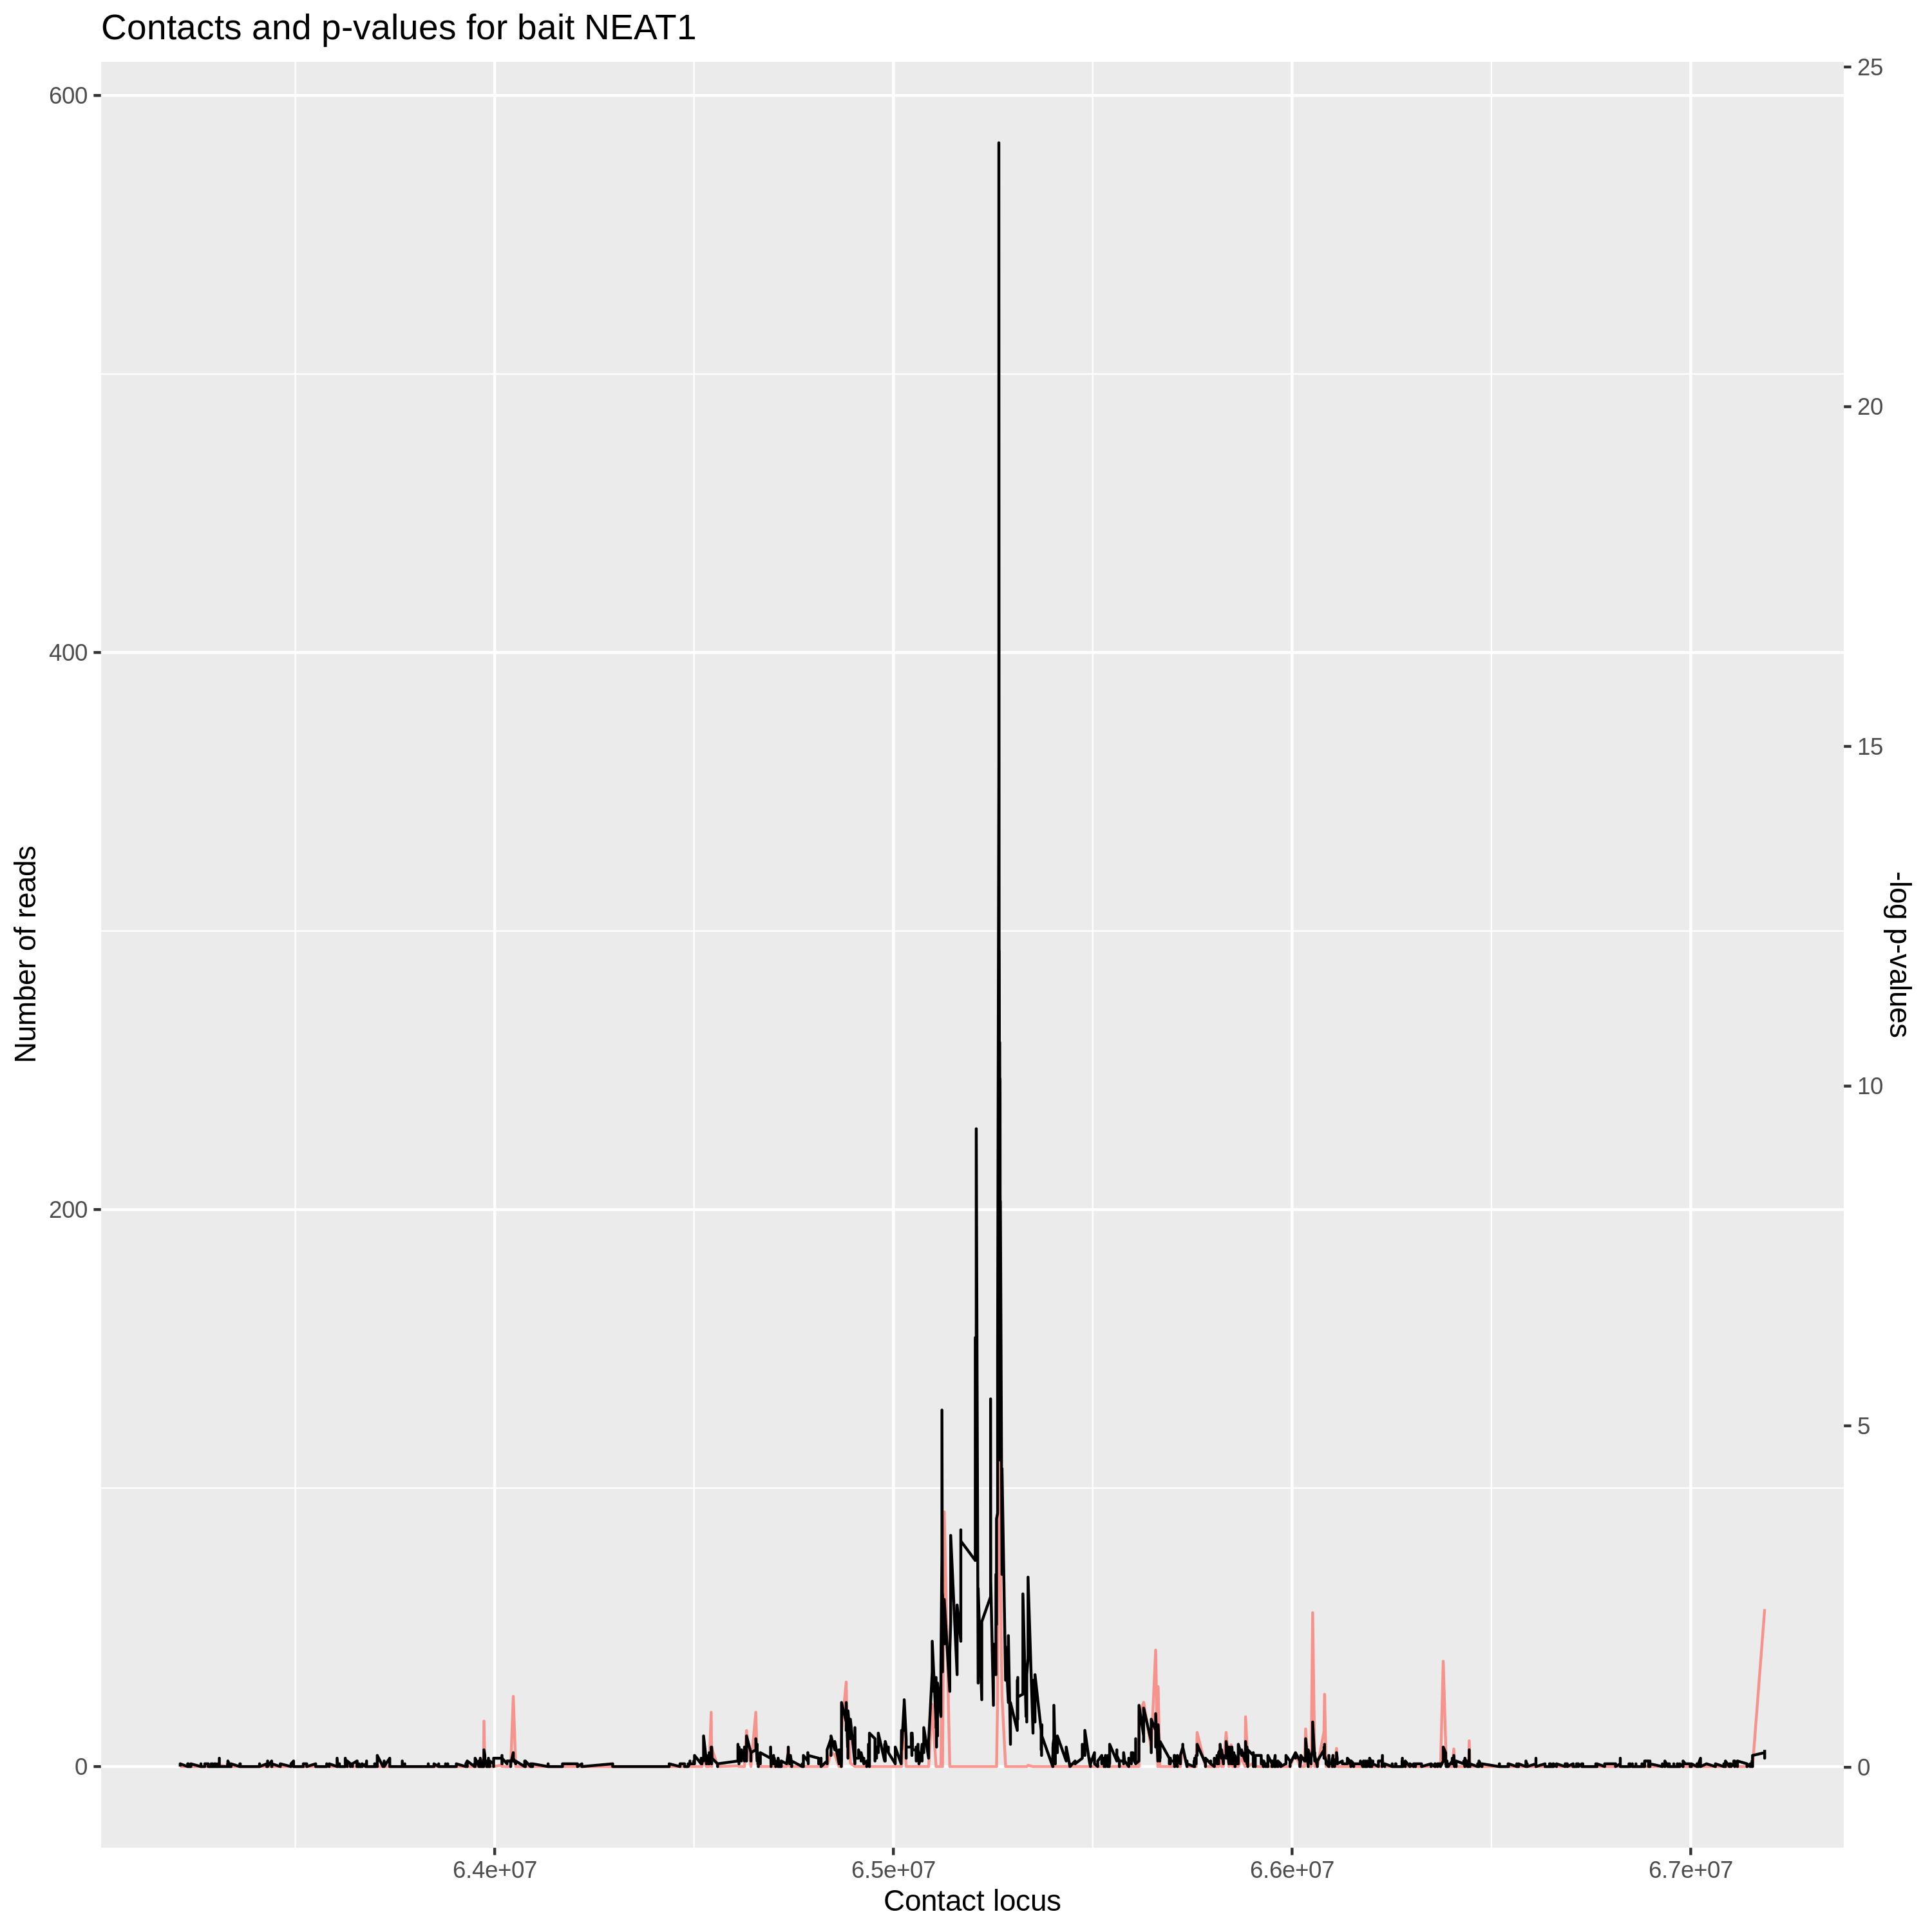 Contacts and p-values for bait NEAT1
600
400
200
0
Number of reads
25
20
15
10
5
0
-log p-values
6.4e+07 6.5e+07 6.6e+07 6.7e+07
Contact locus